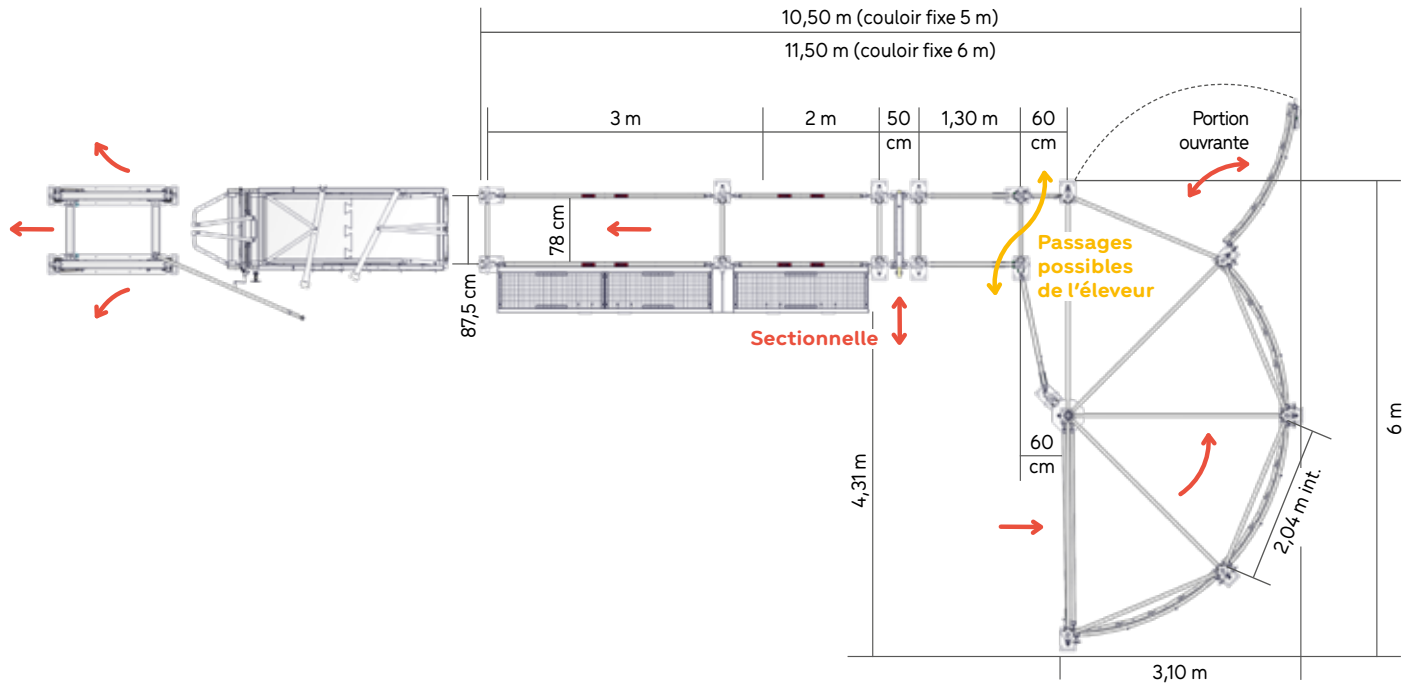 10,50 m (couloir fixe 5 m)
11,50 m (couloir fixe 6 m)
3 m
2 m
50
cm
1,30 m
60
cm
Portion
ouvrante
78 cm
87,5 cm
Passages
possibles
de l’éleveur
Sectionnelle
4,31 m
60
cm
6 m
2,04 m int.
3,10 m